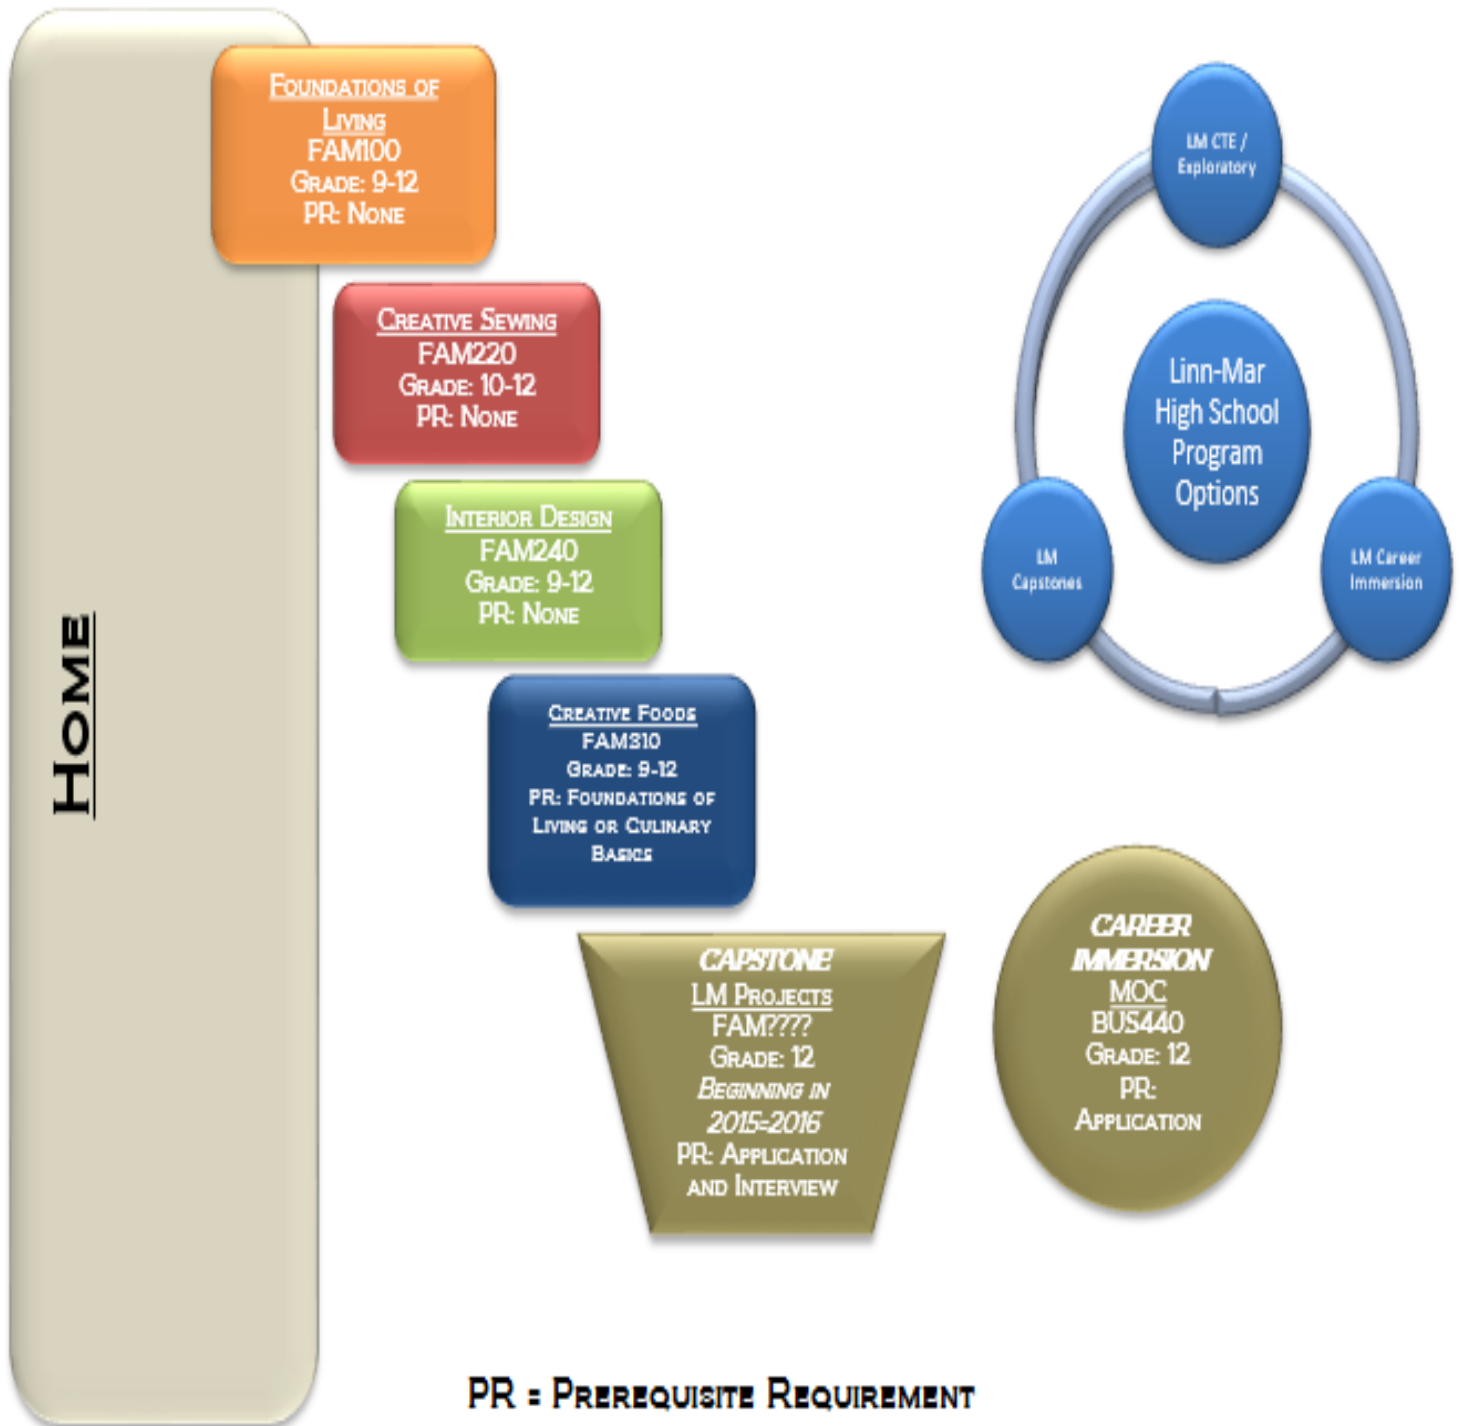 Home
Foundations of
Living
FAM100
Grade: 9-12
PR: None
Creative Sewing
FAM220
Grade: 10-12
PR: None
Interior Design
FAM240
Grade: 9-12
PR: None
Creative Foods
FAM310
Grade: 9-12
PR: Foundations of
Living or Culinary
Basics
CAPSTONE
LM Projects
FAM????
Grade: 12
Beginning in
2015=2016
PR: Application
and Interview
CAREER
IMMERSION
MOC
BUS440
Grade: 12
PR:
Application
LM CTE /
Exploratory
Linn-Mar
High School
Program
Options
LM
Capstones
LM Career
Immersion
PR = Prerequisite Requirement